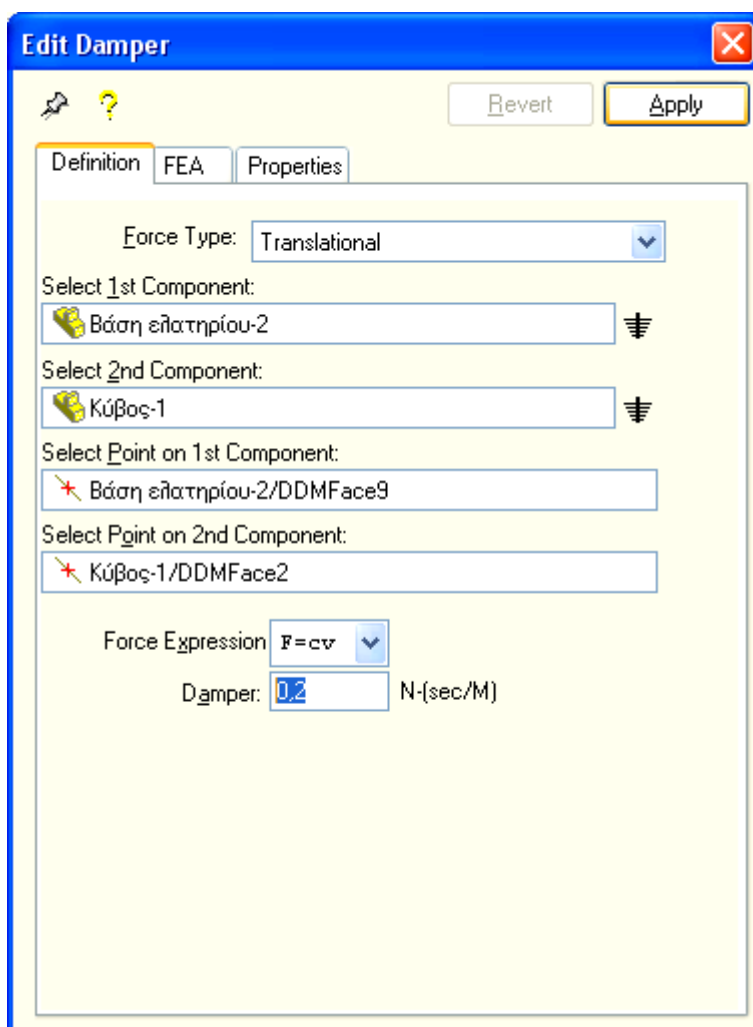 Edit Damper
? Revert Apply
Definition FEA Properties
Force Type: Translational
Select 1st Component:
Βάση ελατηρίου-2
Select 2nd Component:
Κύβος-1
Select Point on 1st Component:
Βάση ελατηρίου-2/DDMFace9
Select Point on 2nd Component:
Κύβος-1/DDMFace2
Force Expression F=cv
Damper: 0,2 N-(sec/M)